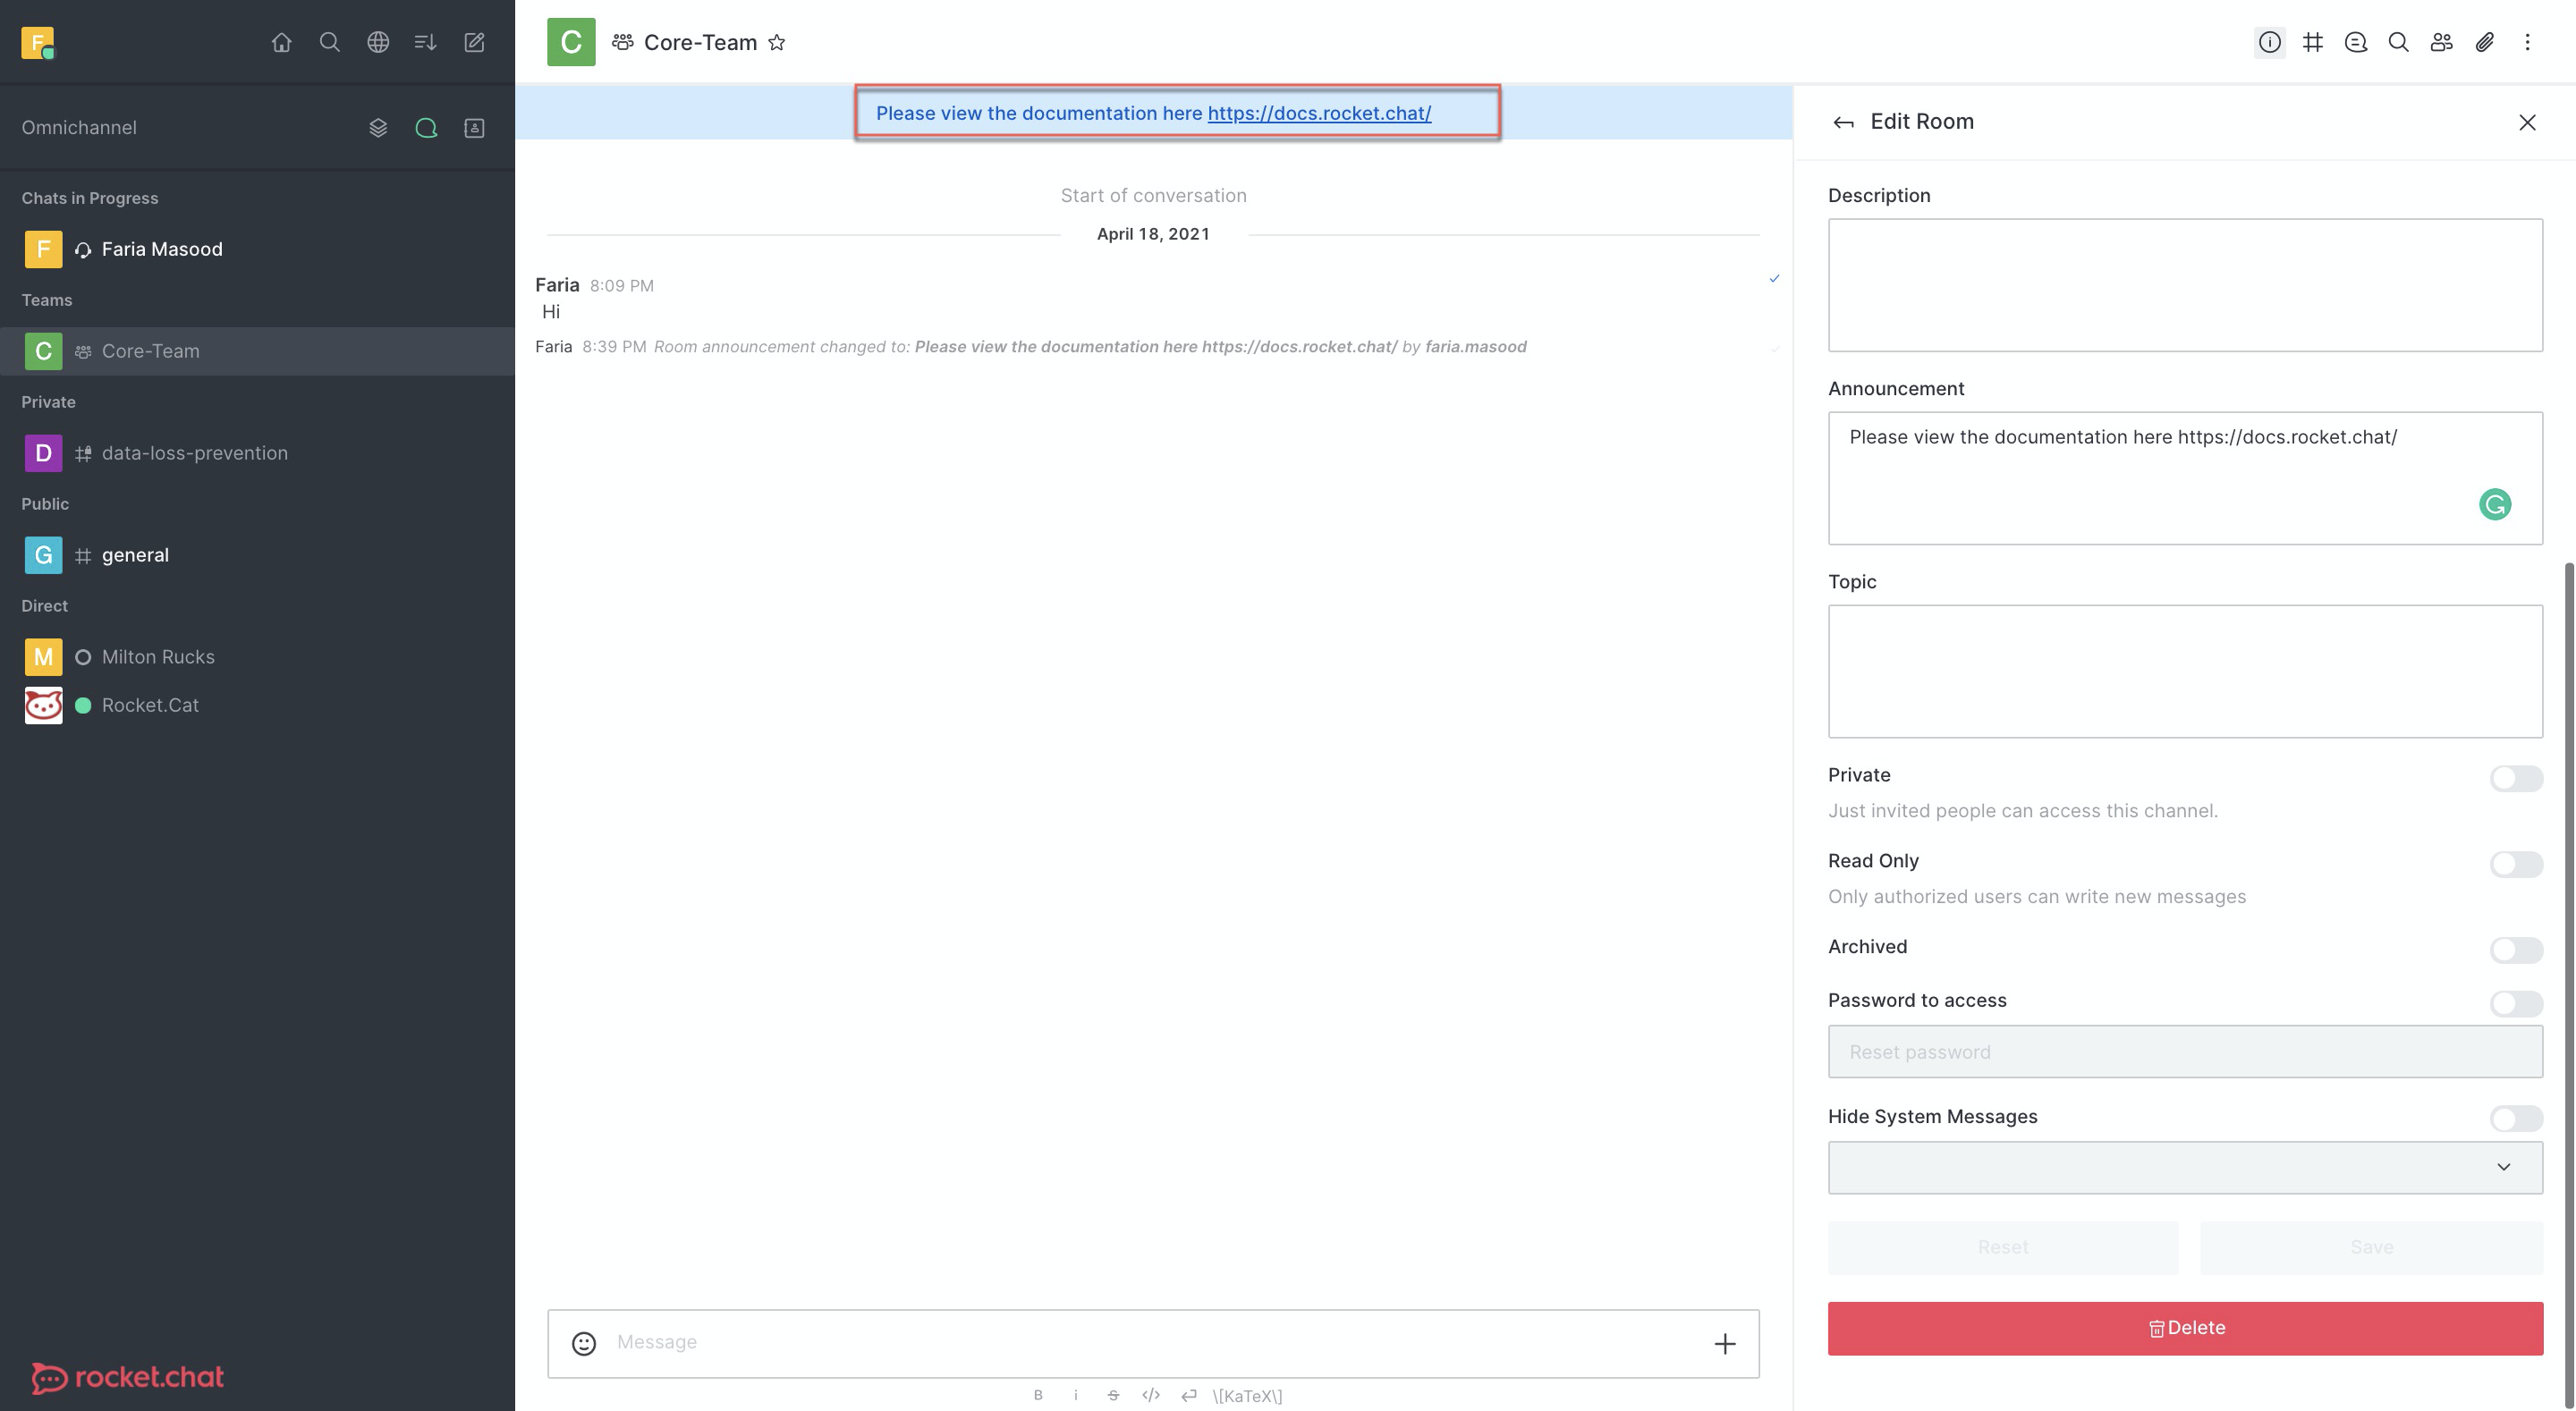 F
Omnichannel
Chats in Progress
F Faria Masood
Teams
C Core-Team
Private
D data-loss-prevention
Public
G general
Direct
M Milton Rucks
Rocket.Cat
rocket.chat
C Core-Team
Please view the documentation here https://docs.rocket.chat/
Start of conversation
April 18, 2021
Faria 8:09 PM
Hi
Faria 8:39 PM Room announcement changed to: Please view the documentation here https://docs.rocket.chat/ by faria.masood
Message
B i S </> \[KaTeX\]
Edit Room
Description
Announcement
Please view the documentation here https://docs.rocket.chat/
Topic
Private
Just invited people can access this channel.
Read Only
Only authorized users can write new messages
Archived
Password to access
Reset password
Hide System Messages
Reset Save
Delete